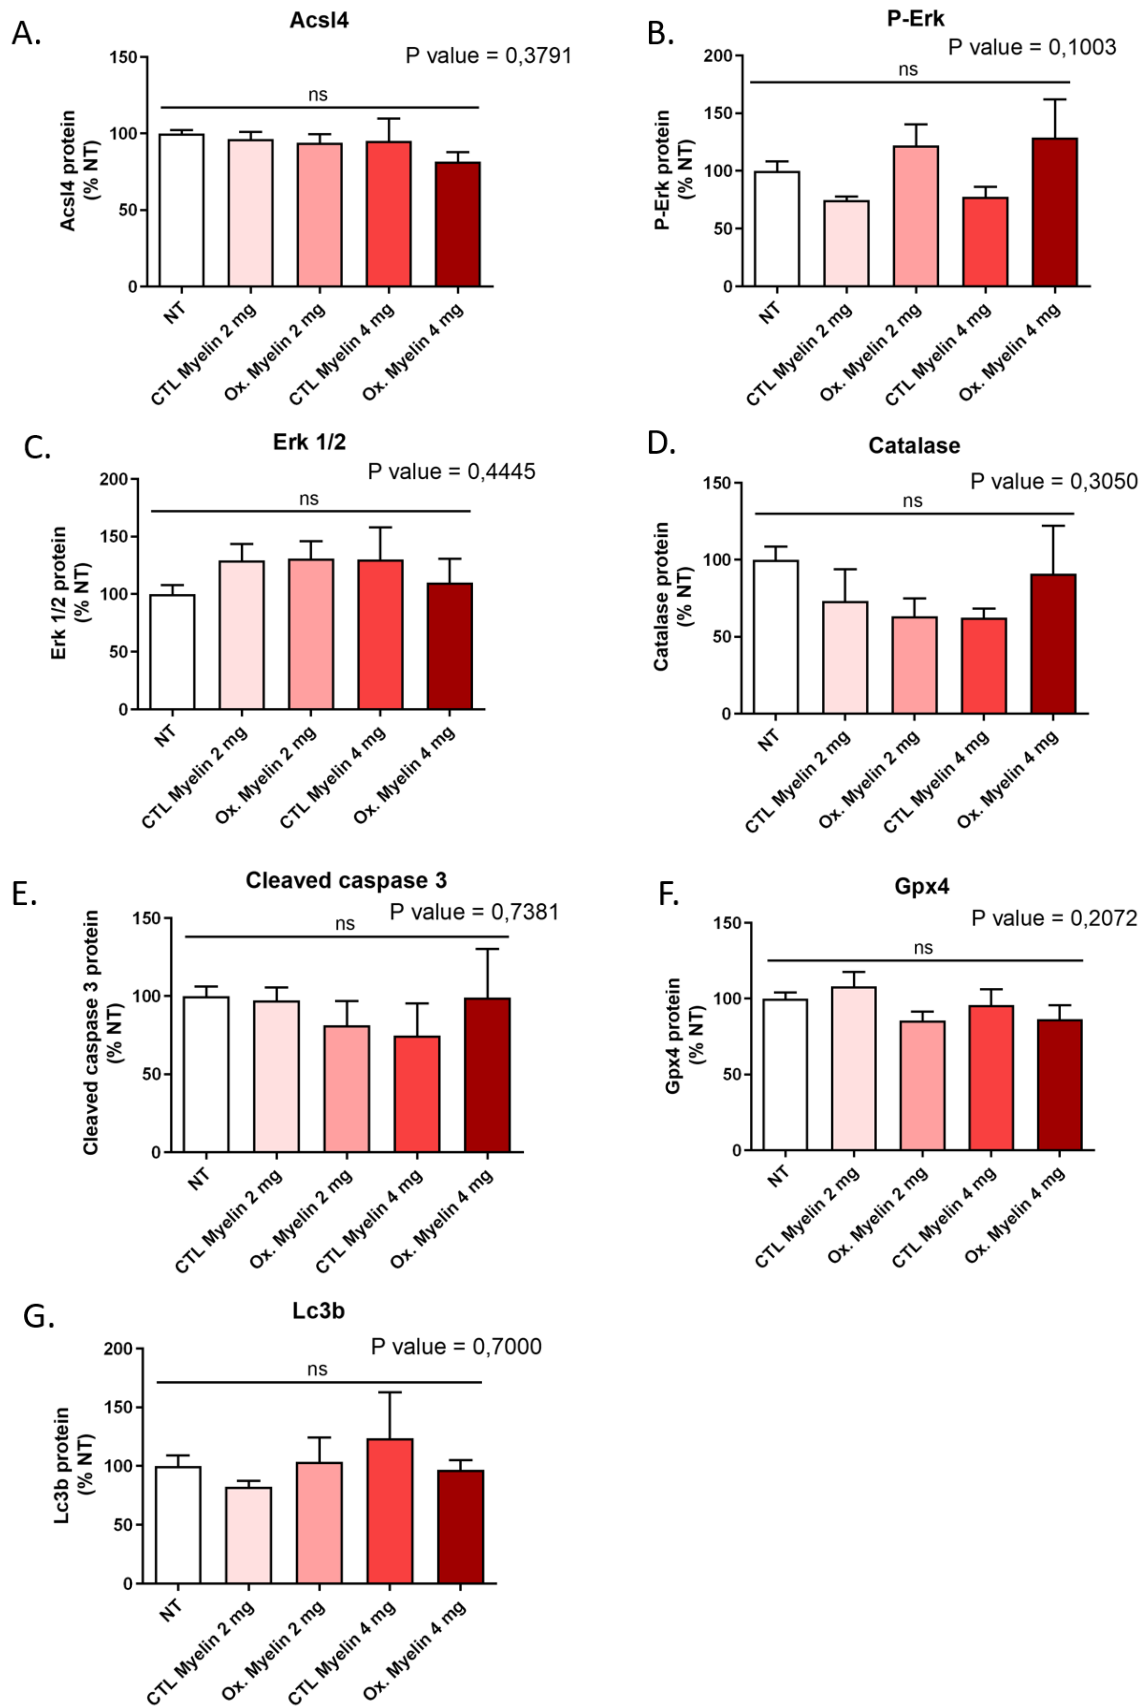 A.
Acsl4
P value = 0,3791
ns
Acsl4 protein
(% NT)
150
100
50
0
NT
CTL Myelin 2 mg
Ox. Myelin 2 mg
CTL Myelin 4 mg
Ox. Myelin 4 mg
B.
P-Erk
P value = 0,1003
ns
P-Erk protein
(% NT)
200
150
100
50
0
NT
CTL Myelin 2 mg
Ox. Myelin 2 mg
CTL Myelin 4 mg
Ox. Myelin 4 mg
C.
Erk 1/2
P value = 0,4445
ns
Erk 1/2 protein
(% NT)
200
150
100
50
0
NT
CTL Myelin 2 mg
Ox. Myelin 2 mg
CTL Myelin 4 mg
Ox. Myelin 4 mg
D.
Catalase
P value = 0,3050
ns
Catalase protein
(% NT)
150
100
50
0
NT
CTL Myelin 2 mg
Ox. Myelin 2 mg
CTL Myelin 4 mg
Ox. Myelin 4 mg
E.
Cleaved caspase 3
P value = 0,7381
ns
Cleaved caspase 3 protein
(% NT)
150
100
50
0
NT
CTL Myelin 2 mg
Ox. Myelin 2 mg
CTL Myelin 4 mg
Ox. Myelin 4 mg
F.
Gpx4
P value = 0,2072
ns
Gpx4 protein
(% NT)
150
100
50
0
NT
CTL Myelin 2 mg
Ox. Myelin 2 mg
CTL Myelin 4 mg
Ox. Myelin 4 mg
G.
Lc3b
P value = 0,7000
ns
Lc3b protein
(% NT)
200
150
100
50
0
NT
CTL Myelin 2 mg
Ox. Myelin 2 mg
CTL Myelin 4 mg
Ox. Myelin 4 mg